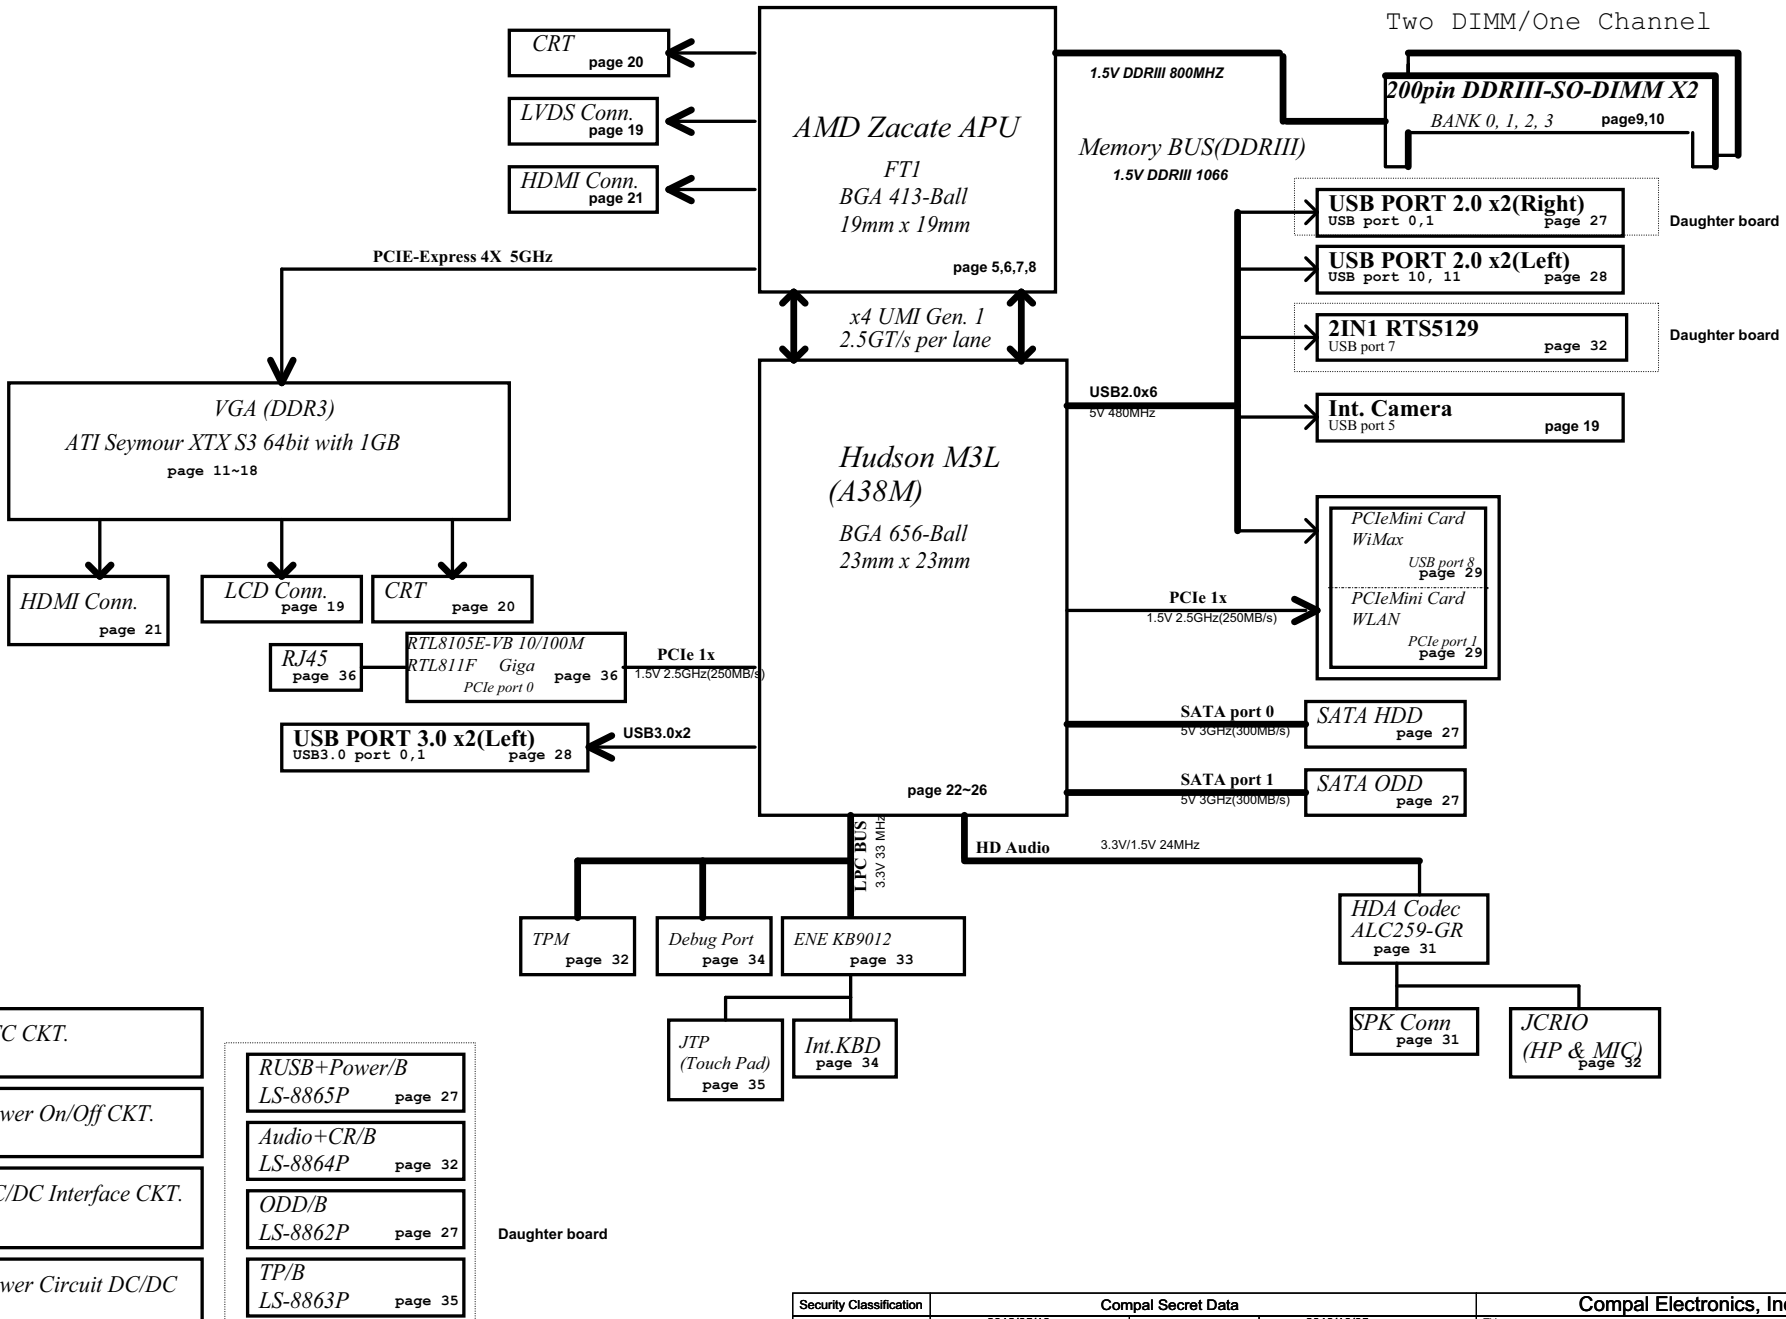 Two DIMM/One Channel
CRT
page 20
LVDS Conn.
page 19
HDMI Conn.
page 21
AMD Zacate APU
FT1
BGA 413-Ball
19mm x 19mm
page 5,6,7,8
1.5V DDRIII 800MHZ
Memory BUS(DDRIII)
1.5V DDRIII 1066
200pin DDRIII-SO-DIMM X2
BANK 0, 1, 2, 3 page9,10
USB PORT 2.0 x2(Right)
USB port 0,1 page 27
Daughter board
USB PORT 2.0 x2(Left)
USB port 10, 11 page 28
2IN1 RTS5129
USB port 7 page 32
Daughter board
Int. Camera
USB port 5 page 19
PCIE-Express 4X 5GHz
x4 UMI Gen. 1
2.5GT/s per lane
VGA (DDR3)
ATI Seymour XTX S3 64bit with 1GB
page 11~18
HDMI Conn.
page 21
LCD Conn.
page 19
CRT
page 20
Hudson M3L
(A38M)
BGA 656-Ball
23mm x 23mm
page 22~26
USB2.0x6
5V 480MHz
PCIeMini Card
WiMax
USB port 8
page 29
PCIeMini Card
WLAN
PCIe port 1
page 29
PCIe 1x
1.5V 2.5GHz(250MB/s)
RJ45
page 36
RTL8105E-VB 10/100M
RTL811F Giga
page 36
PCIe port 0
PCIe 1x
1.5V 2.5GHz(250MB/s)
USB PORT 3.0 x2(Left)
USB3.0 port 0,1 page 28
USB3.0x2
SATA port 0
5V 3GHz(300MB/s)
SATA HDD
page 27
SATA port 1
5V 3GHz(300MB/s)
SATA ODD
page 27
LPC BUS
3.3V 33 MHz
HD Audio
3.3V/1.5V 24MHz
TPM
page 32
Debug Port
page 34
ENE KB9012
page 33
HDA Codec
ALC259-GR
page 31
JTP
(Touch Pad)
page 35
Int.KBD
page 34
SPK Conn
page 31
JCRIO
(HP & MIC)
page 32
C CKT.
wer On/Off CKT.
C/DC Interface CKT.
wer Circuit DC/DC
RUSB+Power/B
LS-8865P page 27
Audio+CR/B
LS-8864P page 32
ODD/B
LS-8862P page 27
TP/B
LS-8863P page 35
Daughter board
Security Classification
Compal Secret Data
Compal Electronics, Inc